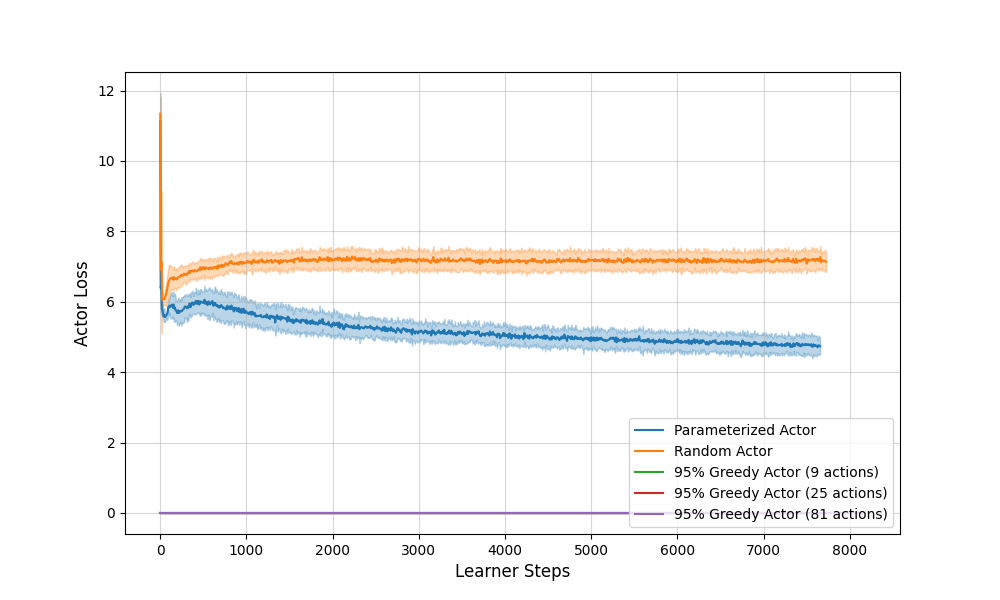 12
10
8
6
4
2
0
Actor Loss
Parameterized Actor
Random Actor
95% Greedy Actor (9 actions)
95% Greedy Actor (25 actions)
95% Greedy Actor (81 actions)
0 1000 2000 3000 4000 5000 6000 7000 8000
Learner Steps